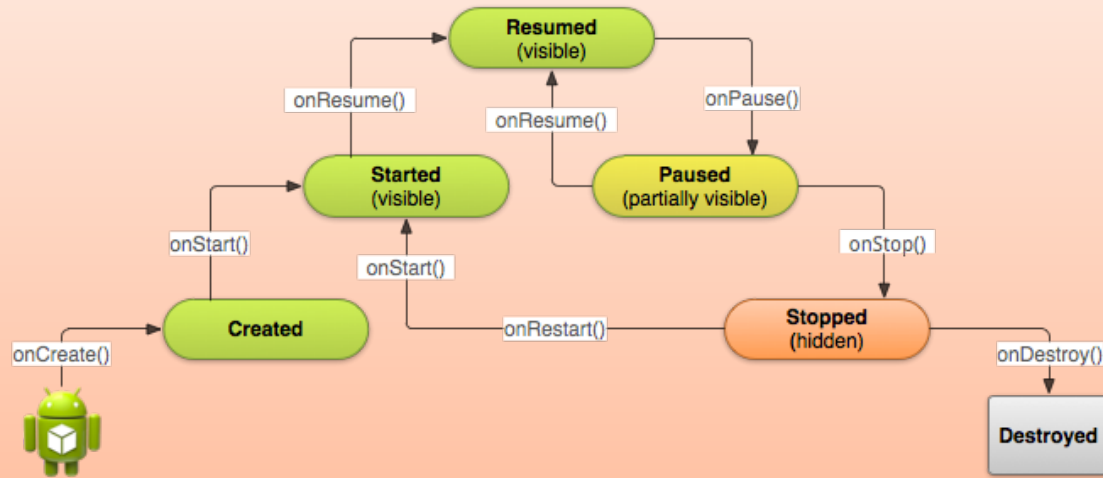 Resumed
(visible)
onResume()
onResume()
onPause()
Started
(visible)
Paused
(partially visible)
onStart()
onStart()
onStop()
Created
onRestart()
Stopped
(hidden)
onCreate()
onDestroy()
Destroyed